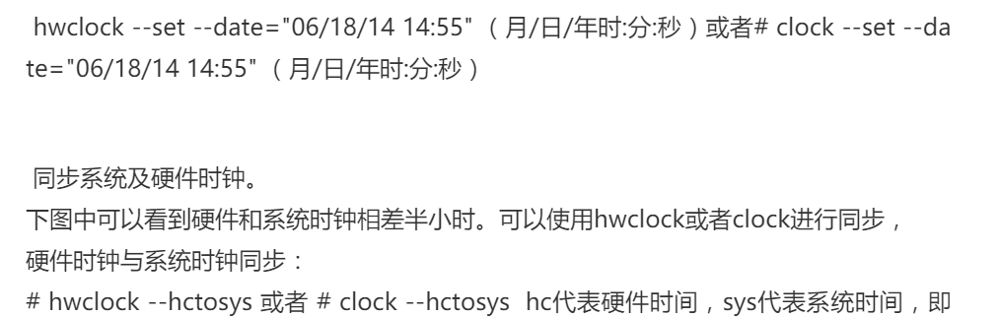 hwclock --set --date="06/18/14 14:55" （月/日/年时:分:秒）或者# clock --set --da
te="06/18/14 14:55" （月/日/年时:分:秒）
同步系统及硬件时钟。
下图中可以看到硬件和系统时钟相差半小时。可以使用hwclock或者clock进行同步，
硬件时钟与系统时钟同步：
# hwclock --hctosys 或者 # clock --hctosys  hc代表硬件时间，sys代表系统时间，即